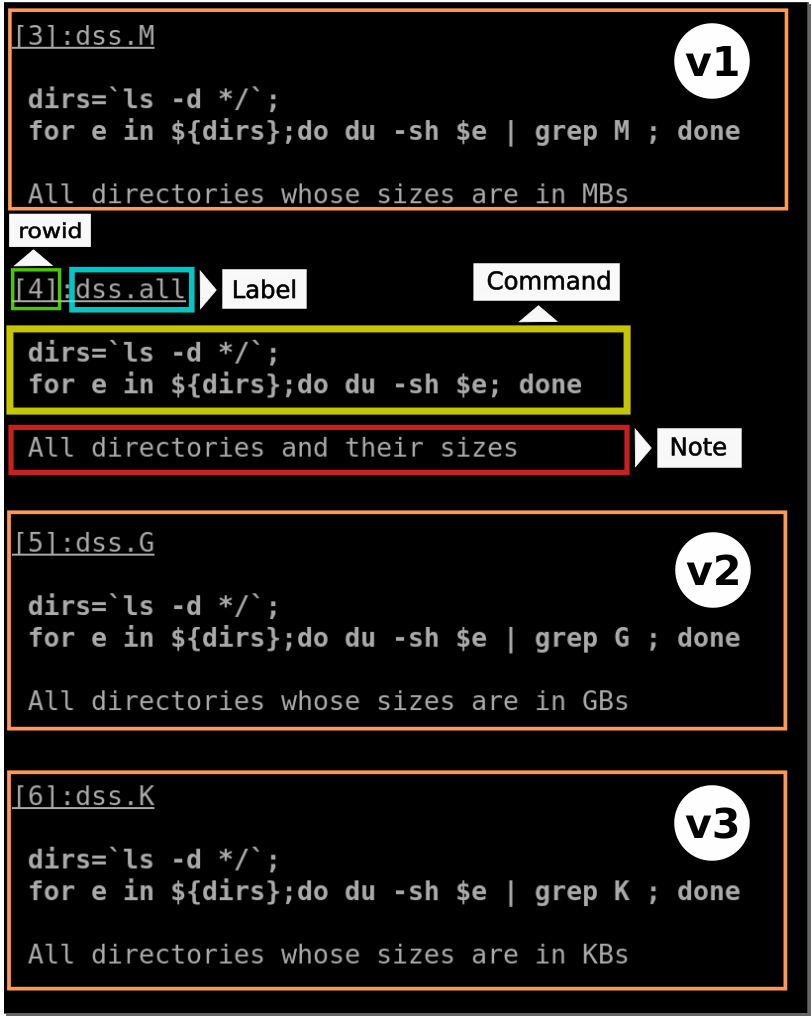 [3]:dss.M
v1
dirs=`ls -d */`;
for e in ${dirs};do du -sh $e | grep M ; done
All directories whose sizes are in MBs
rowid
[4]:dss.all
Label
Command
dirs=`ls -d */`;
for e in ${dirs};do du -sh $e; done
All directories and their sizes
Note
[5]:dss.G
v2
dirs=`ls -d */`;
for e in ${dirs};do du -sh $e | grep G ; done
All directories whose sizes are in GBs
[6]:dss.K
v3
dirs=`ls -d */`;
for e in ${dirs};do du -sh $e | grep K ; done
All directories whose sizes are in KBs